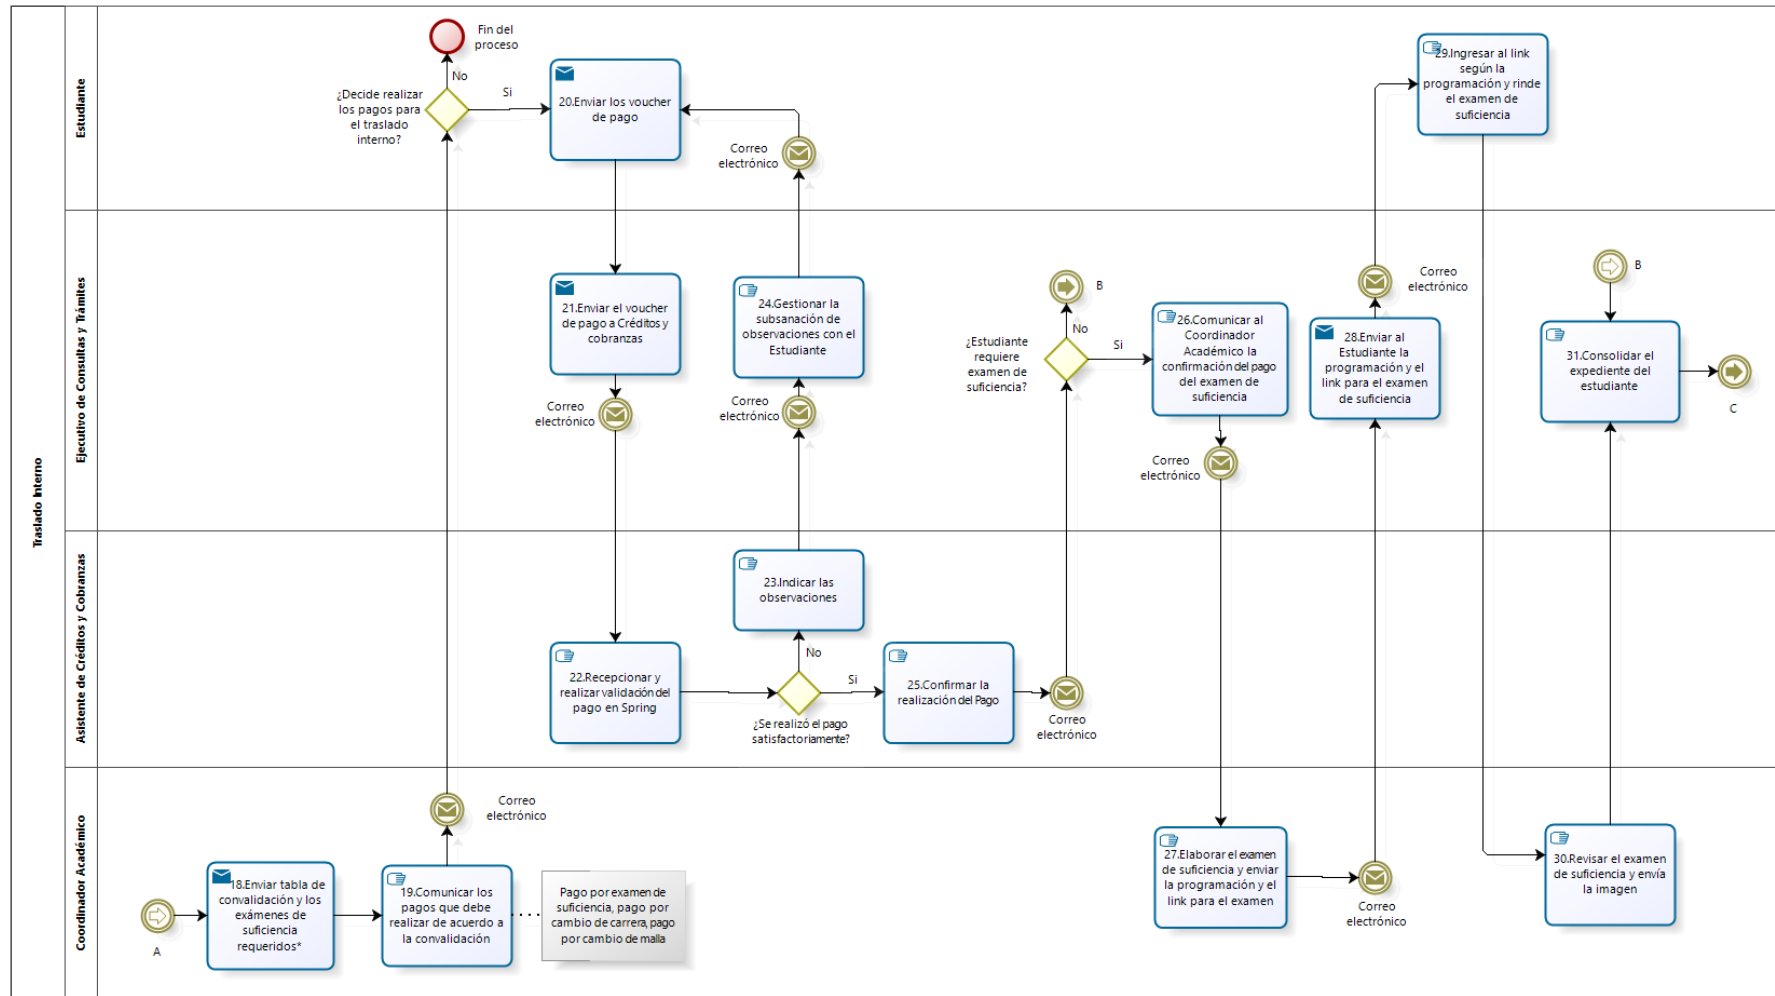 Traslado Interno
Estudiante
Fin del
proceso
No
¿Decide realizar
los pagos para
el traslado
interno?
Si
20.Enviar los voucher
de pago
Correo
electrónico
29.Ingresar al link
según la
programación y rinde
el examen de
suficiencia
Ejecutivo de Consultas y Trámites
21.Enviar el voucher
de pago a Créditos y
cobranzas
Correo
electrónico
24.Gestionar la
subsanación de
observaciones con el
Estudiante
Correo
electrónico
B
No
¿Estudiante
requiere
examen de
suficiencia?
Si
26.Comunicar al
Coordinador
Académico la
confirmación del pago
del examen de
suficiencia
Correo
electrónico
Correo
electrónico
28.Enviar al
Estudiante la
programación y el
link para el examen
de suficiencia
B
31.Consolidar el
expediente del
estudiante
C
Asistente de Créditos y Cobranzas
23.Indicar las
observaciones
No
22.Recepcionar y
realizar validación del
pago en Spring
¿Se realizó el pago
satisfactoriamente?
Si
25.Confirmar la
realización del Pago
Correo
electrónico
Coordinador Académico
A
18.Enviar tabla de
convalidación y los
exámenes de
suficiencia
requeridos*
19.Comunicar los
pagos que debe
realizar de acuerdo a
la convalidación
Correo
electrónico
Pago por examen de
suficiencia, pago por
cambio de carrera, pago
por cambio de malla
27.Elaborar el examen
de suficiencia y enviar
la programación y el
link para el examen
Correo
electrónico
30.Revisar el examen
de suficiencia y envía
la imagen